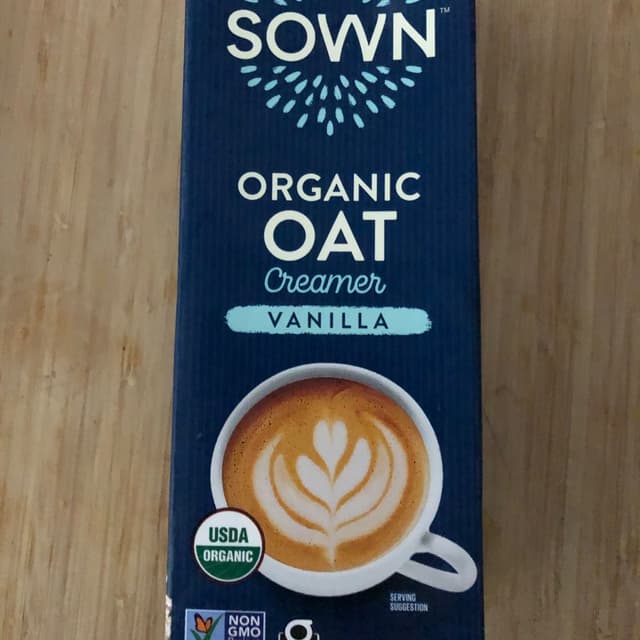 SOWN™
ORGANIC
OAT
Creamer
VANILLA
USDA
ORGANIC
SERVING
SUGGESTION
NON
GMO